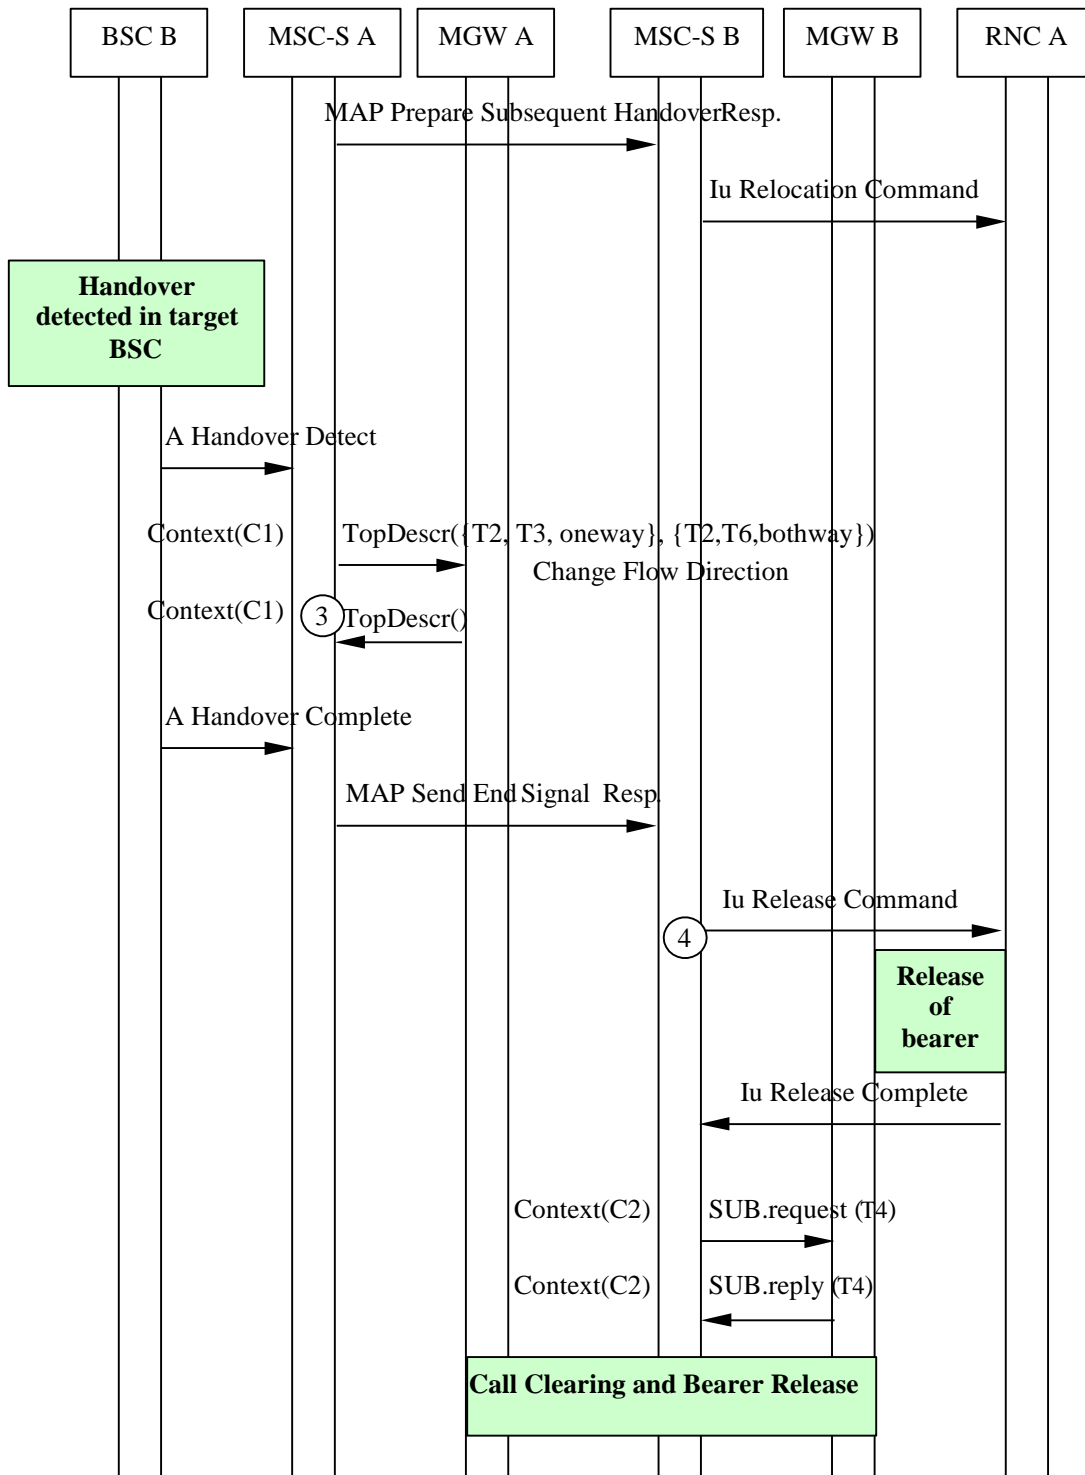 BSC B
MSC-S A
MGW A
MSC-S B
MGW B
RNC A
MAP Prepare Subsequent HandoverResp.
Iu Relocation Command
Handover
detected in target
BSC
A Handover Detect
Context(C1)
TopDescr({T2, T3, oneway}, {T2,T6,bothway})
Change Flow Direction
Context(C1)
3
TopDescr()
A Handover Complete
MAP Send End Signal Resp.
Iu Release Command
4
Release
of
bearer
Iu Release Complete
Context(C2)
SUB.request (T4)
Context(C2)
SUB.reply (T4)
Call Clearing and Bearer Release